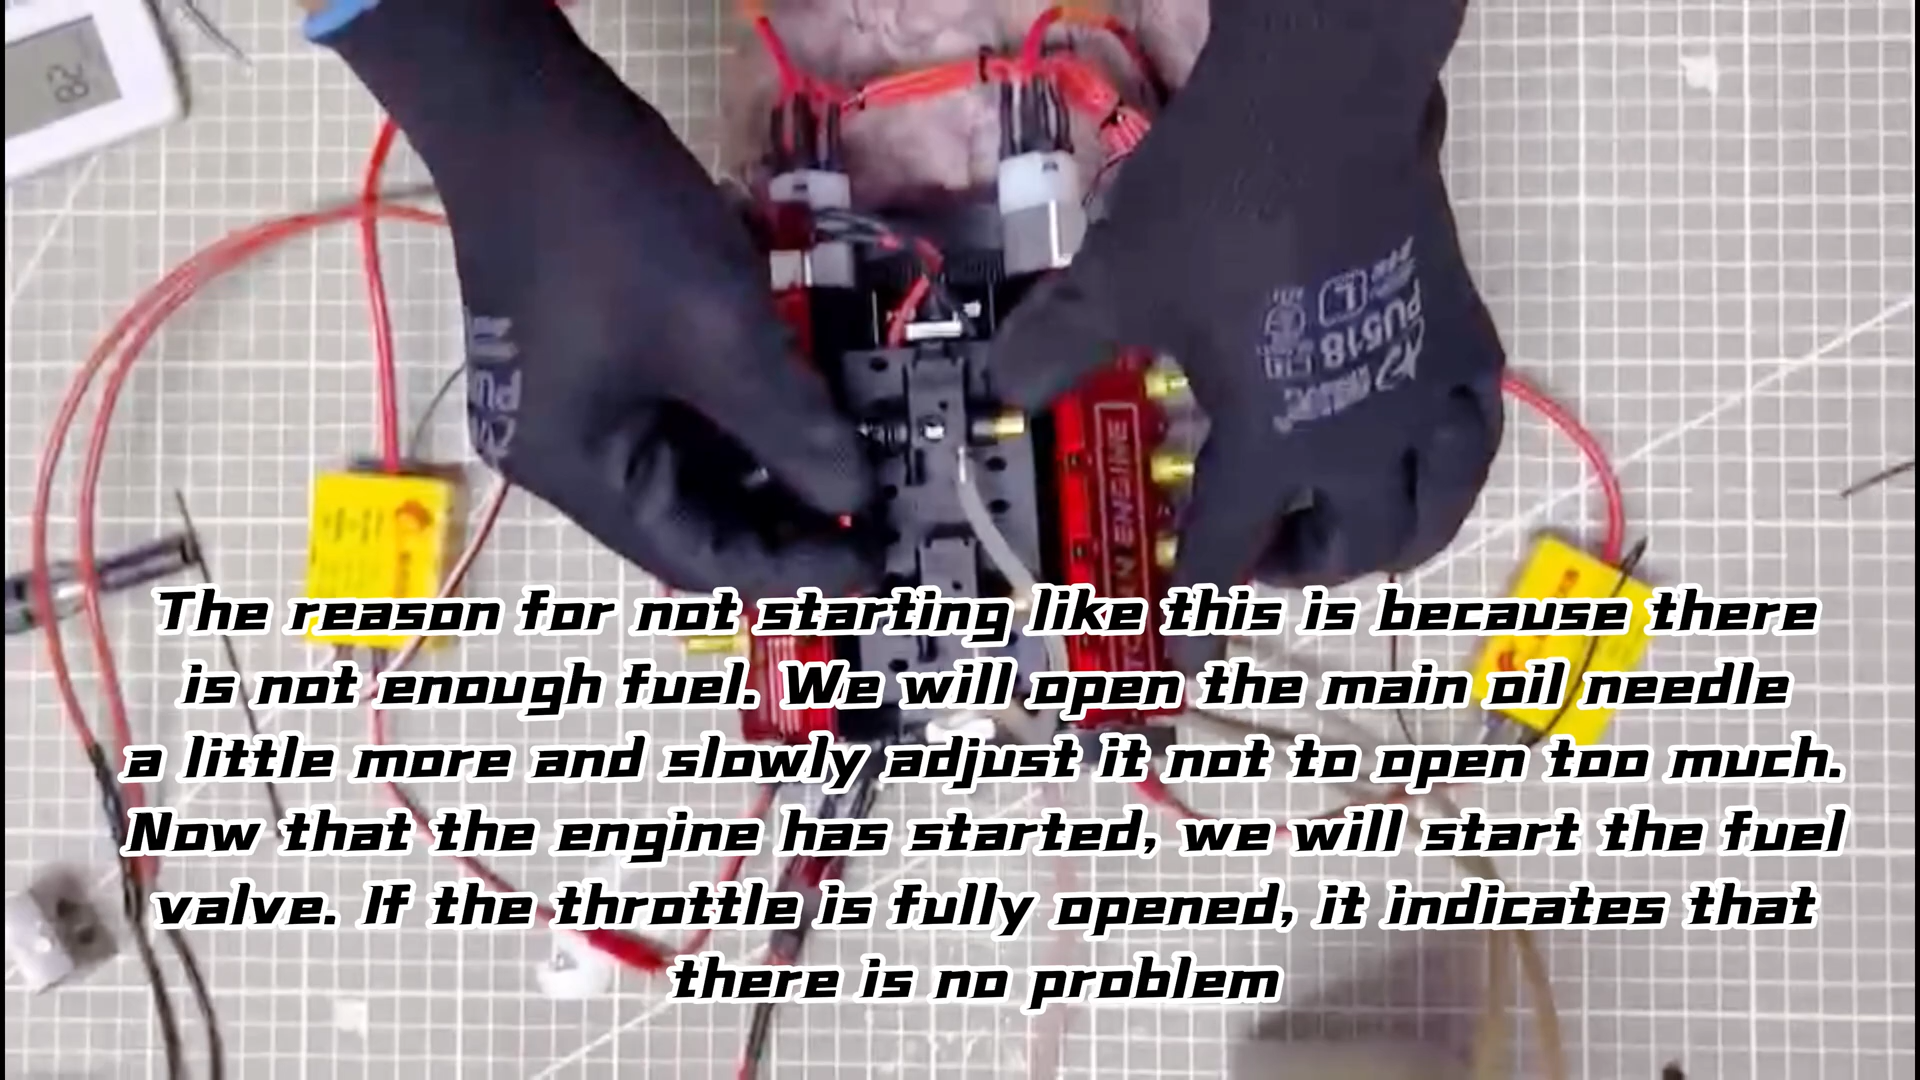 82
PU518
L
N ENGINE
The reason for not starting like this is because there
is not enough fuel. We will open the main oil needle
a little more and slowly adjust it not to open too much.
Now that the engine has started, we will start the fuel
valve. If the throttle is fully opened, it indicates that
there is no problem